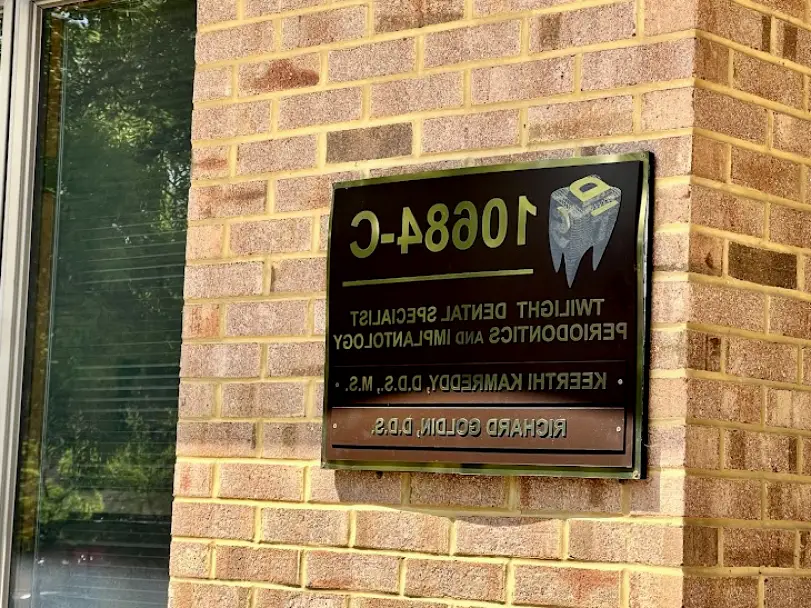 10684-C
TWILIGHT DENTAL SPECIALIST
PERIODONTICS AND IMPLANTOLOGY
KEERTHI KAMREDDY, D.D.S., M.S.
RICHARD GOLDIN, D.D.S.